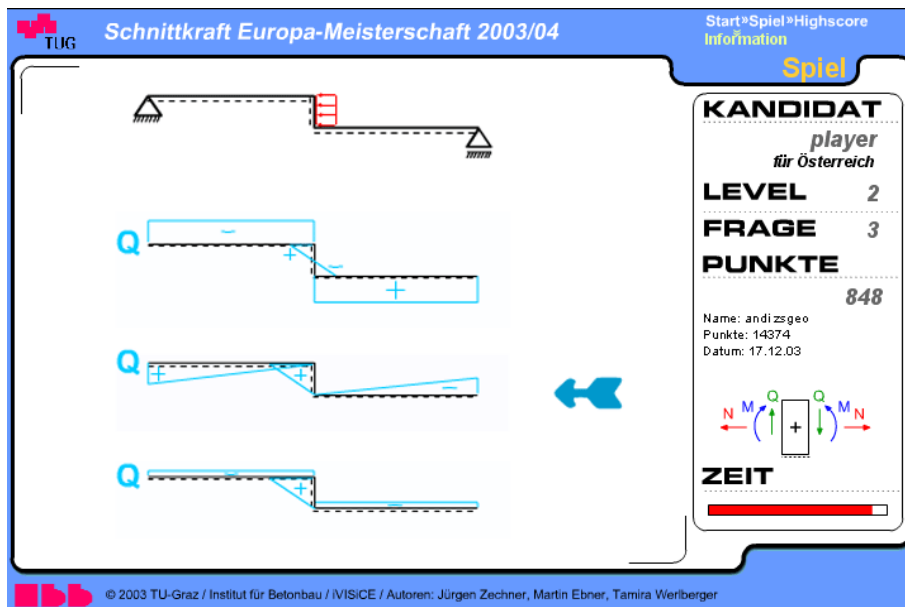 TUG
Schnittkraft Europa-Meisterschaft 2003/04
Start»Spiel»Highscore
»
Information
Spiel
KANDIDAT
player
für Österreich
LEVEL 2
FRAGE 3
PUNKTE
848
Name: andizsgeo
Punkte: 14374
Datum: 17.12.03
Q
-
+
-
+
Q
+
+
-
Q
-
+
-
N M Q Q M N
+
ZEIT
© 2003 TU-Graz / Institut für Betonbau / iVISiCE / Autoren: Jürgen Zechner, Martin Ebner, Tamira Werlberger